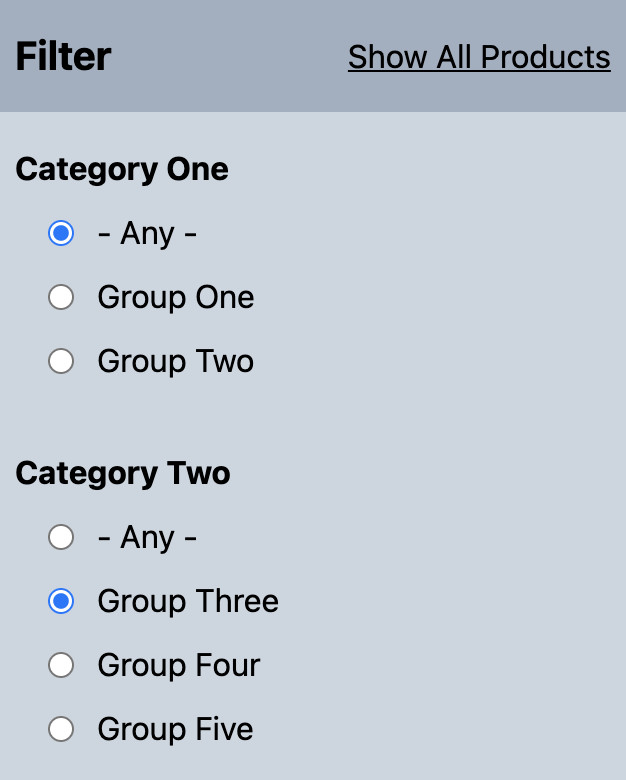 Filter
Show All Products
Category One
- Any -
Group One
Group Two
Category Two
- Any -
Group Three
Group Four
Group Five